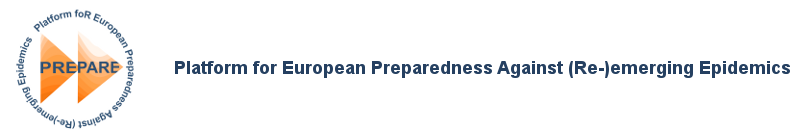 Platform foR European Preparedness Against (Re-)emerging Epidemics
PREPARE
Platform for European Preparedness Against (Re-)emerging Epidemics